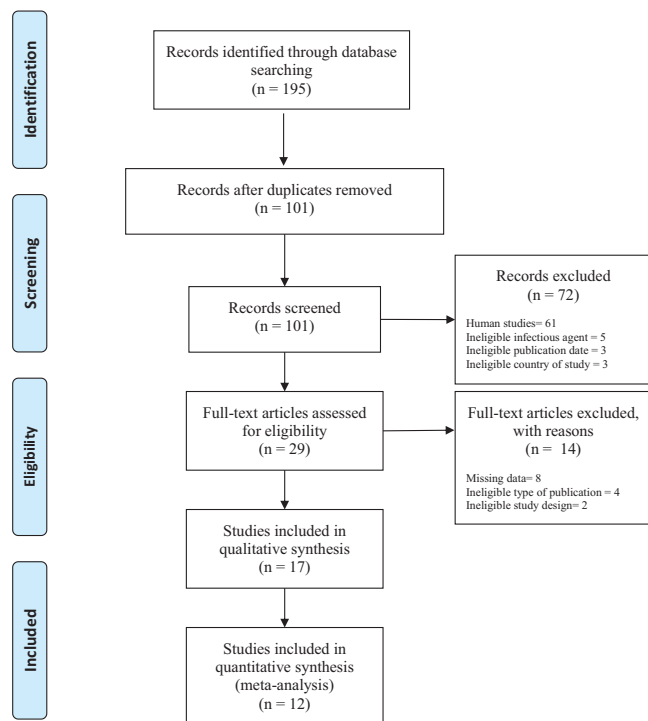 Identification
Records identified through database
searching
(n = 195)
Records after duplicates removed
(n = 101)
Screening
Records screened
(n = 101)
Records excluded
(n = 72)
Human studies= 61
Ineligible infectious agent = 5
Ineligible publication date = 3
Ineligible country of study = 3
Eligibility
Full-text articles assessed
for eligibility
(n = 29)
Full-text articles excluded,
with reasons
(n = 14)
Missing data= 8
Ineligible type of publication = 4
Ineligible study design= 2
Studies included in
qualitative synthesis
(n = 17)
Included
Studies included in
quantitative synthesis
(meta-analysis)
(n = 12)